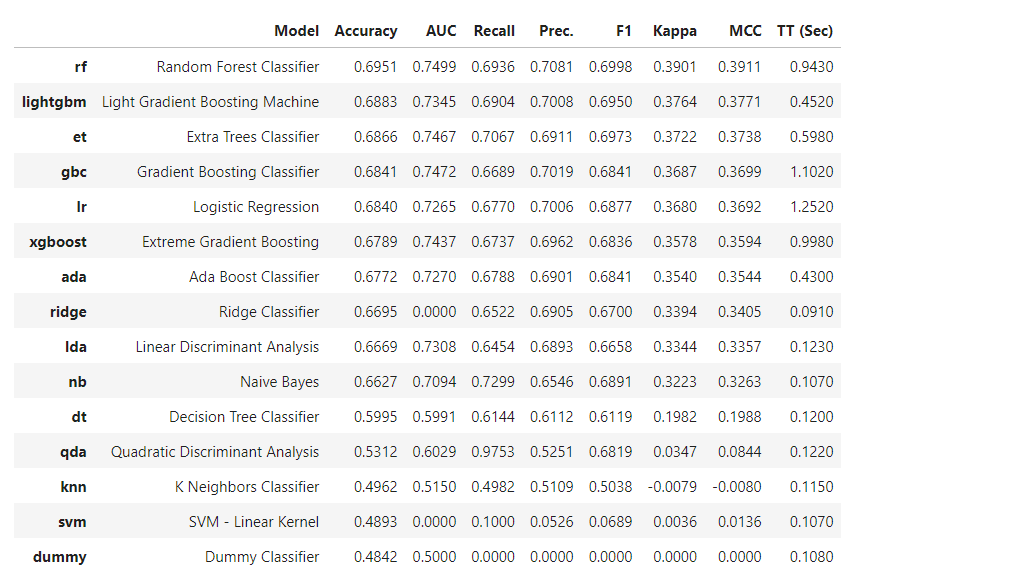 Model Accuracy AUC Recall Prec. F1 Kappa MCC TT (Sec)
rf Random Forest Classifier 0.6951 0.7499 0.6936 0.7081 0.6998 0.3901 0.3911 0.9430
lightgbm Light Gradient Boosting Machine 0.6883 0.7345 0.6904 0.7008 0.6950 0.3764 0.3771 0.4520
et Extra Trees Classifier 0.6866 0.7467 0.7067 0.6911 0.6973 0.3722 0.3738 0.5980
gbc Gradient Boosting Classifier 0.6841 0.7472 0.6689 0.7019 0.6841 0.3687 0.3699 1.1020
lr Logistic Regression 0.6840 0.7265 0.6770 0.7006 0.6877 0.3680 0.3692 1.2520
xgboost Extreme Gradient Boosting 0.6789 0.7437 0.6737 0.6962 0.6836 0.3578 0.3594 0.9980
ada Ada Boost Classifier 0.6772 0.7270 0.6788 0.6901 0.6841 0.3540 0.3544 0.4300
ridge Ridge Classifier 0.6695 0.0000 0.6522 0.6905 0.6700 0.3394 0.3405 0.0910
lda Linear Discriminant Analysis 0.6669 0.7308 0.6454 0.6893 0.6658 0.3344 0.3357 0.1230
nb Naive Bayes 0.6627 0.7094 0.7299 0.6546 0.6891 0.3223 0.3263 0.1070
dt Decision Tree Classifier 0.5995 0.5991 0.6144 0.6112 0.6119 0.1982 0.1988 0.1200
qda Quadratic Discriminant Analysis 0.5312 0.6029 0.9753 0.5251 0.6819 0.0347 0.0844 0.1220
knn K Neighbors Classifier 0.4962 0.5150 0.4982 0.5109 0.5038 -0.0079 -0.0080 0.1150
svm SVM - Linear Kernel 0.4893 0.0000 0.1000 0.0526 0.0689 0.0036 0.0136 0.1070
dummy Dummy Classifier 0.4842 0.5000 0.0000 0.0000 0.0000 0.0000 0.0000 0.1080